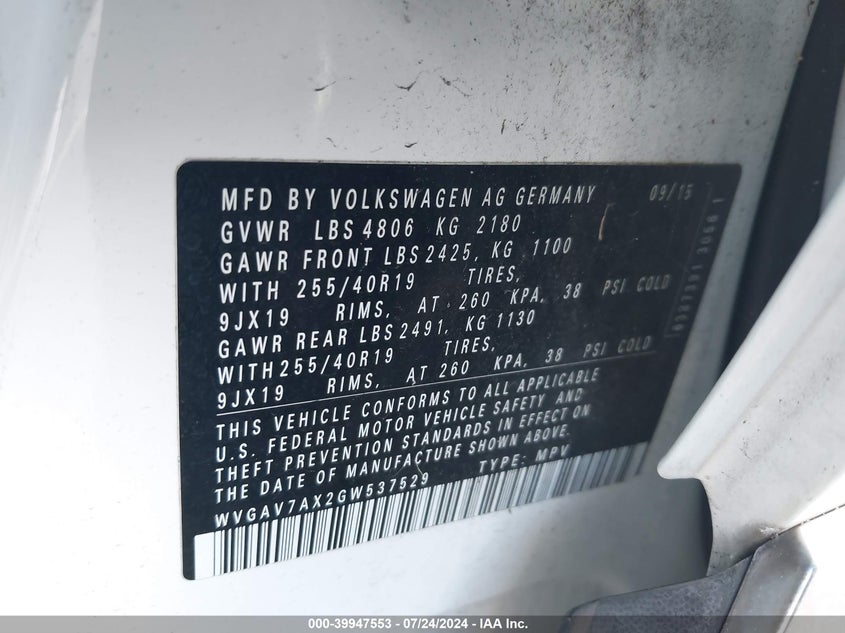 MFD BY VOLKSWAGEN AG GERMANY 09/15
GVWR LBS 4806 KG 2180
GAWR FRONT LBS 2425, KG 1100
WITH 255/40R19 TIRES,
9JX19 RIMS, AT 260 KPA, 38 PSI COLD
GAWR REAR LBS 2491, KG 1130
WITH 255/40R19 TIRES,
9JX19 RIMS, AT 260 KPA, 38 PSI COLD
THIS VEHICLE CONFORMS TO ALL APPLICABLE
U.S. FEDERAL MOTOR VEHICLE SAFETY AND
THEFT PREVENTION STANDARDS IN EFFECT ON
THE DATE OF MANUFACTURE SHOWN ABOVE.
WVGAV7AX2GW537529 TYPE: MPV
000-39947553 - 07/24/2024 - IAA Inc.